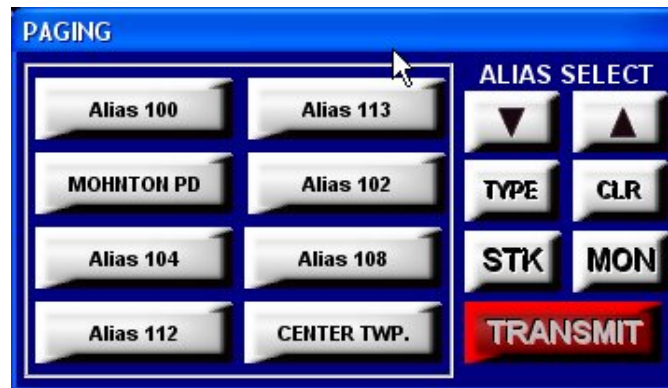 PAGING
Alias 100
Alias 113
MOHNTON PD
Alias 102
Alias 104
Alias 108
Alias 112
CENTER TWP.
ALIAS SELECT
TYPE
CLR
STK
MON
TRANSMIT